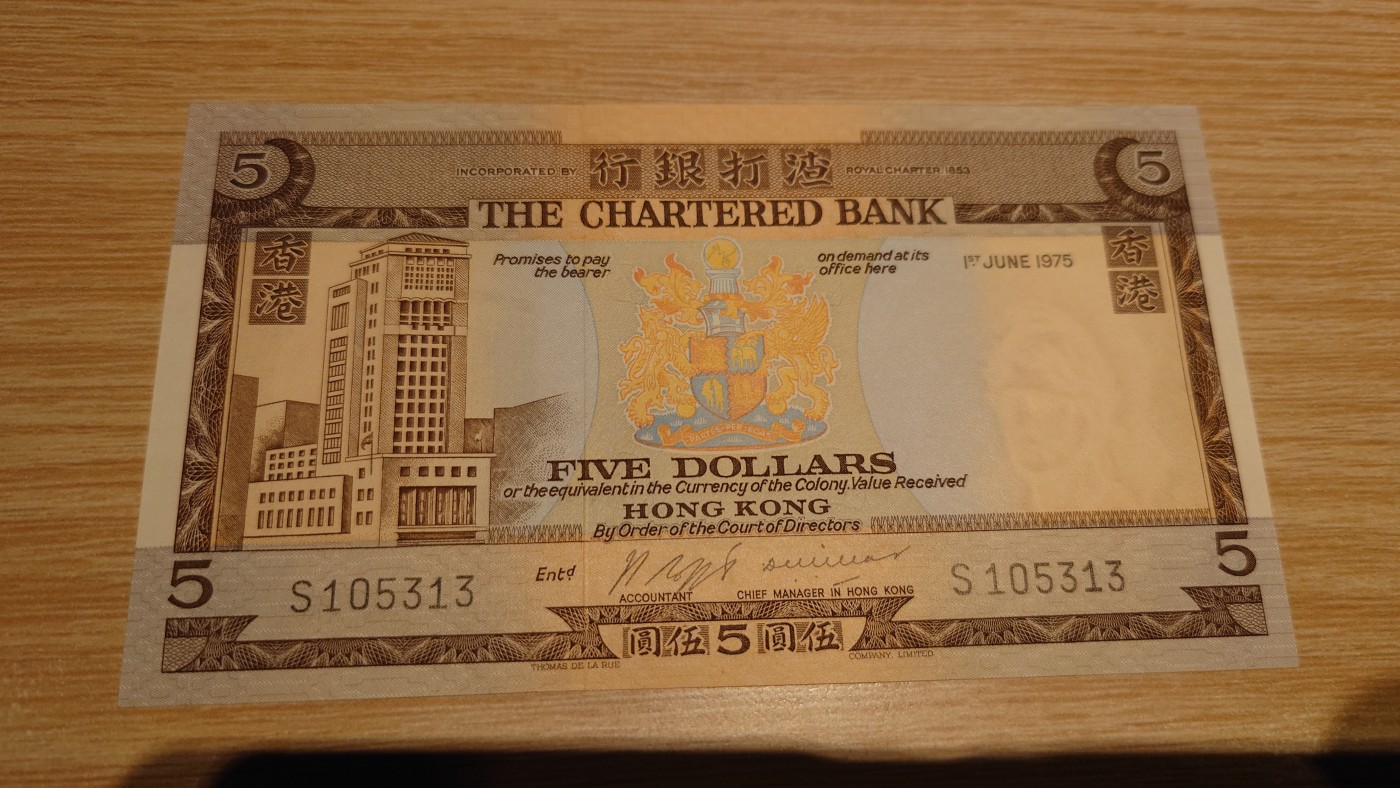 5
INCORPORATED BY 行銀打渣 ROYAL CHARTER 1853
5
THE CHARTERED BANK
香港
Promises to pay
the bearer
on demand at its
office here
1ST JUNE 1975
香港
FIVE DOLLARS
or the equivalent in the Currency of the Colony. Value Received
HONG KONG
By Order of the Court of Directors
5
S105313
Entd
ACCOUNTANT
CHIEF MANAGER IN HONG KONG
S105313
5
圓伍5圓伍
THOMAS DE LA RUE
COMPANY, LIMITED.